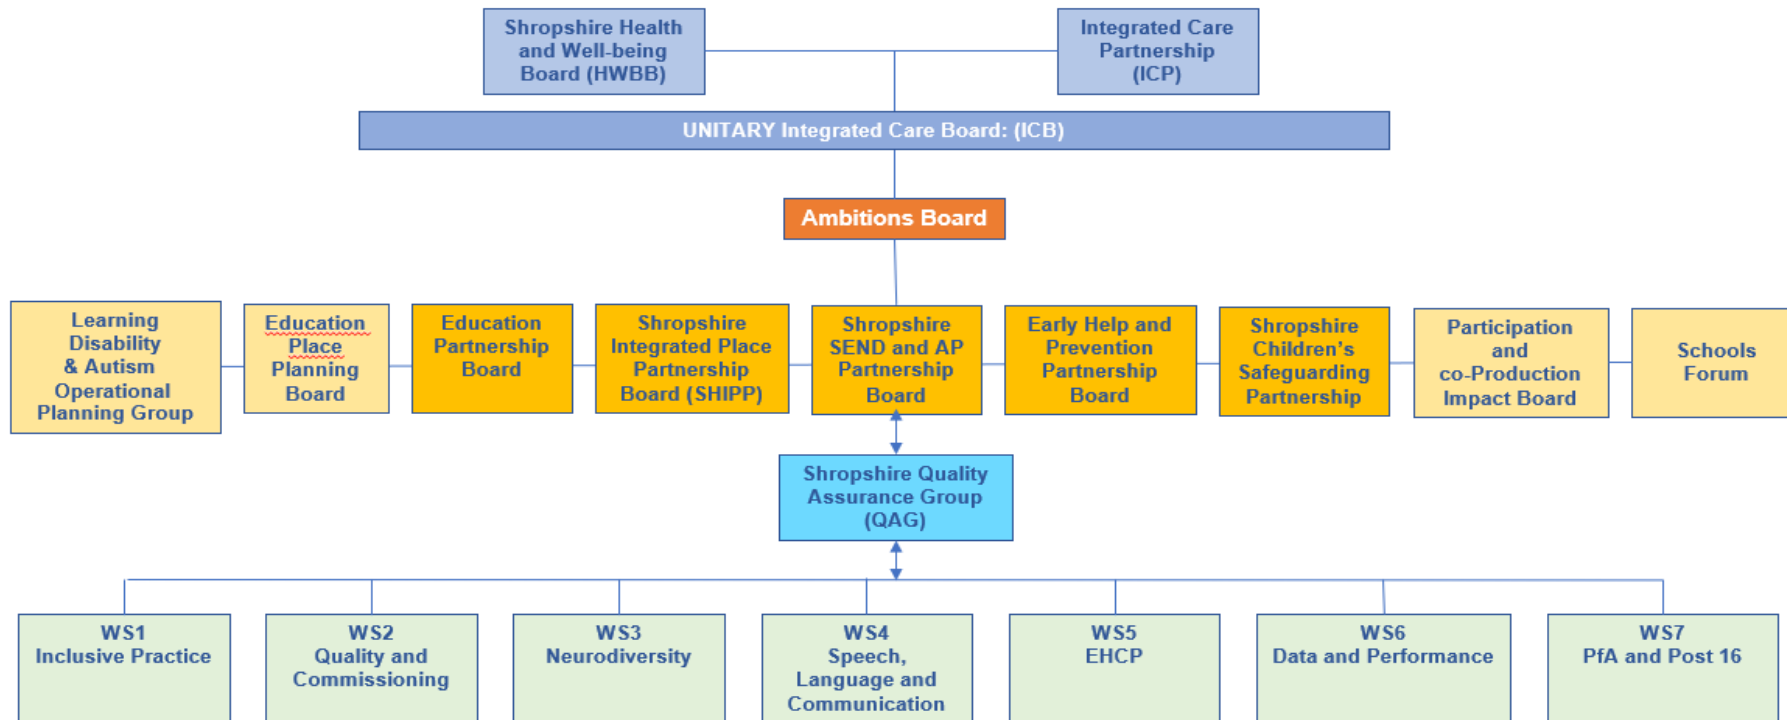 Shropshire Health
and Well-being
Board (HWBB)
Integrated Care
Partnership
(ICP)
UNITARY Integrated Care Board: (ICB)
Ambitions Board
Learning
Disability
& Autism
Operational
Planning Group
Education
Place
Planning
Board
Education
Partnership
Board
Shropshire
Integrated Place
Partnership
Board (SHIPP)
Shropshire
SEND and AP
Partnership
Board
Early Help and
Prevention
Partnership
Board
Shropshire
Children's
Safeguarding
Partnership
Participation
and
co-Production
Impact Board
Schools
Forum
Shropshire Quality
Assurance Group
(QAG)
WS1
Inclusive Practice
WS2
Quality and
Commissioning
WS3
Neurodiversity
WS4
Speech,
Language and
Communication
WS5
EHCP
WS6
Data and Performance
WS7
PfA and Post 16